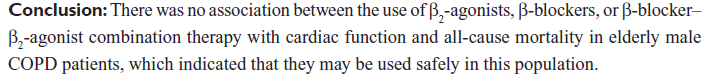 Conclusion: There was no association between the use of β₂-agonists, β-blockers, or β-blocker–
β₂-agonist combination therapy with cardiac function and all-cause mortality in elderly male
COPD patients, which indicated that they may be used safely in this population.